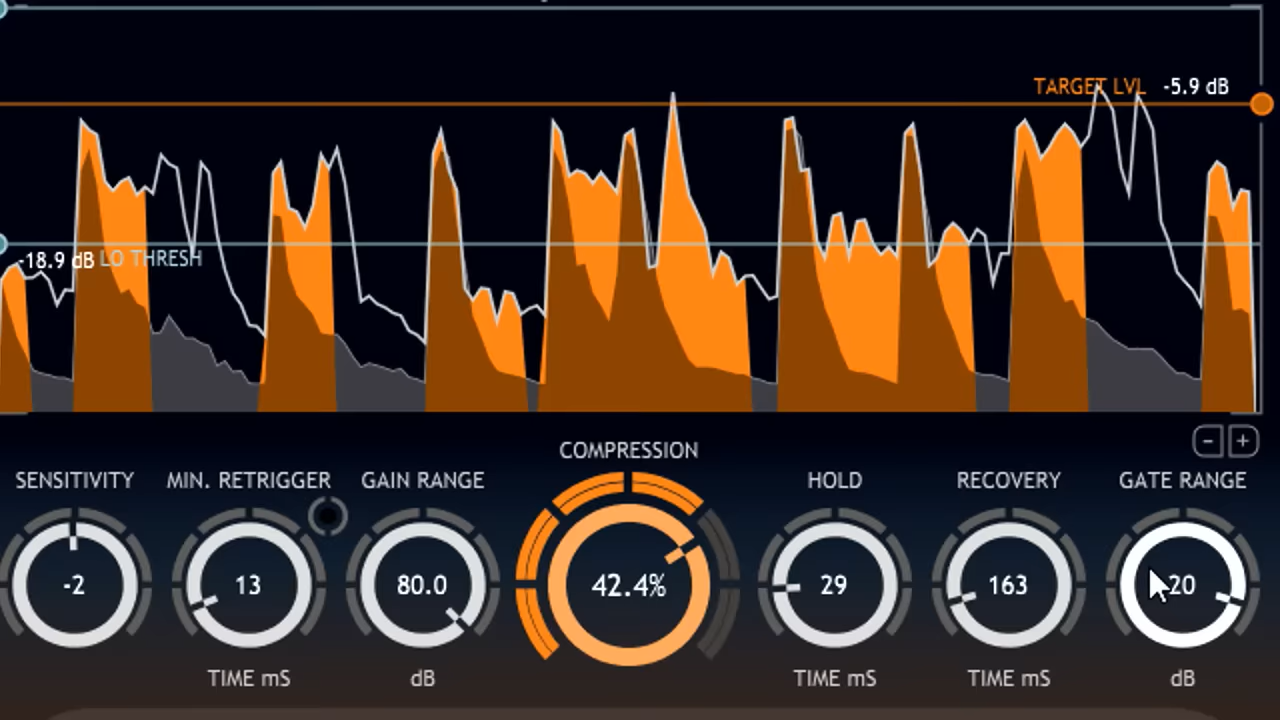 TARGET LVL -5.9 dB
-18.9 dB LO THRESH
- +
COMPRESSION
SENSITIVITY MIN. RETRIGGER GAIN RANGE HOLD RECOVERY GATE RANGE
-2 13 80.0 42.4% 29 163 20
TIME mS dB TIME mS TIME mS dB